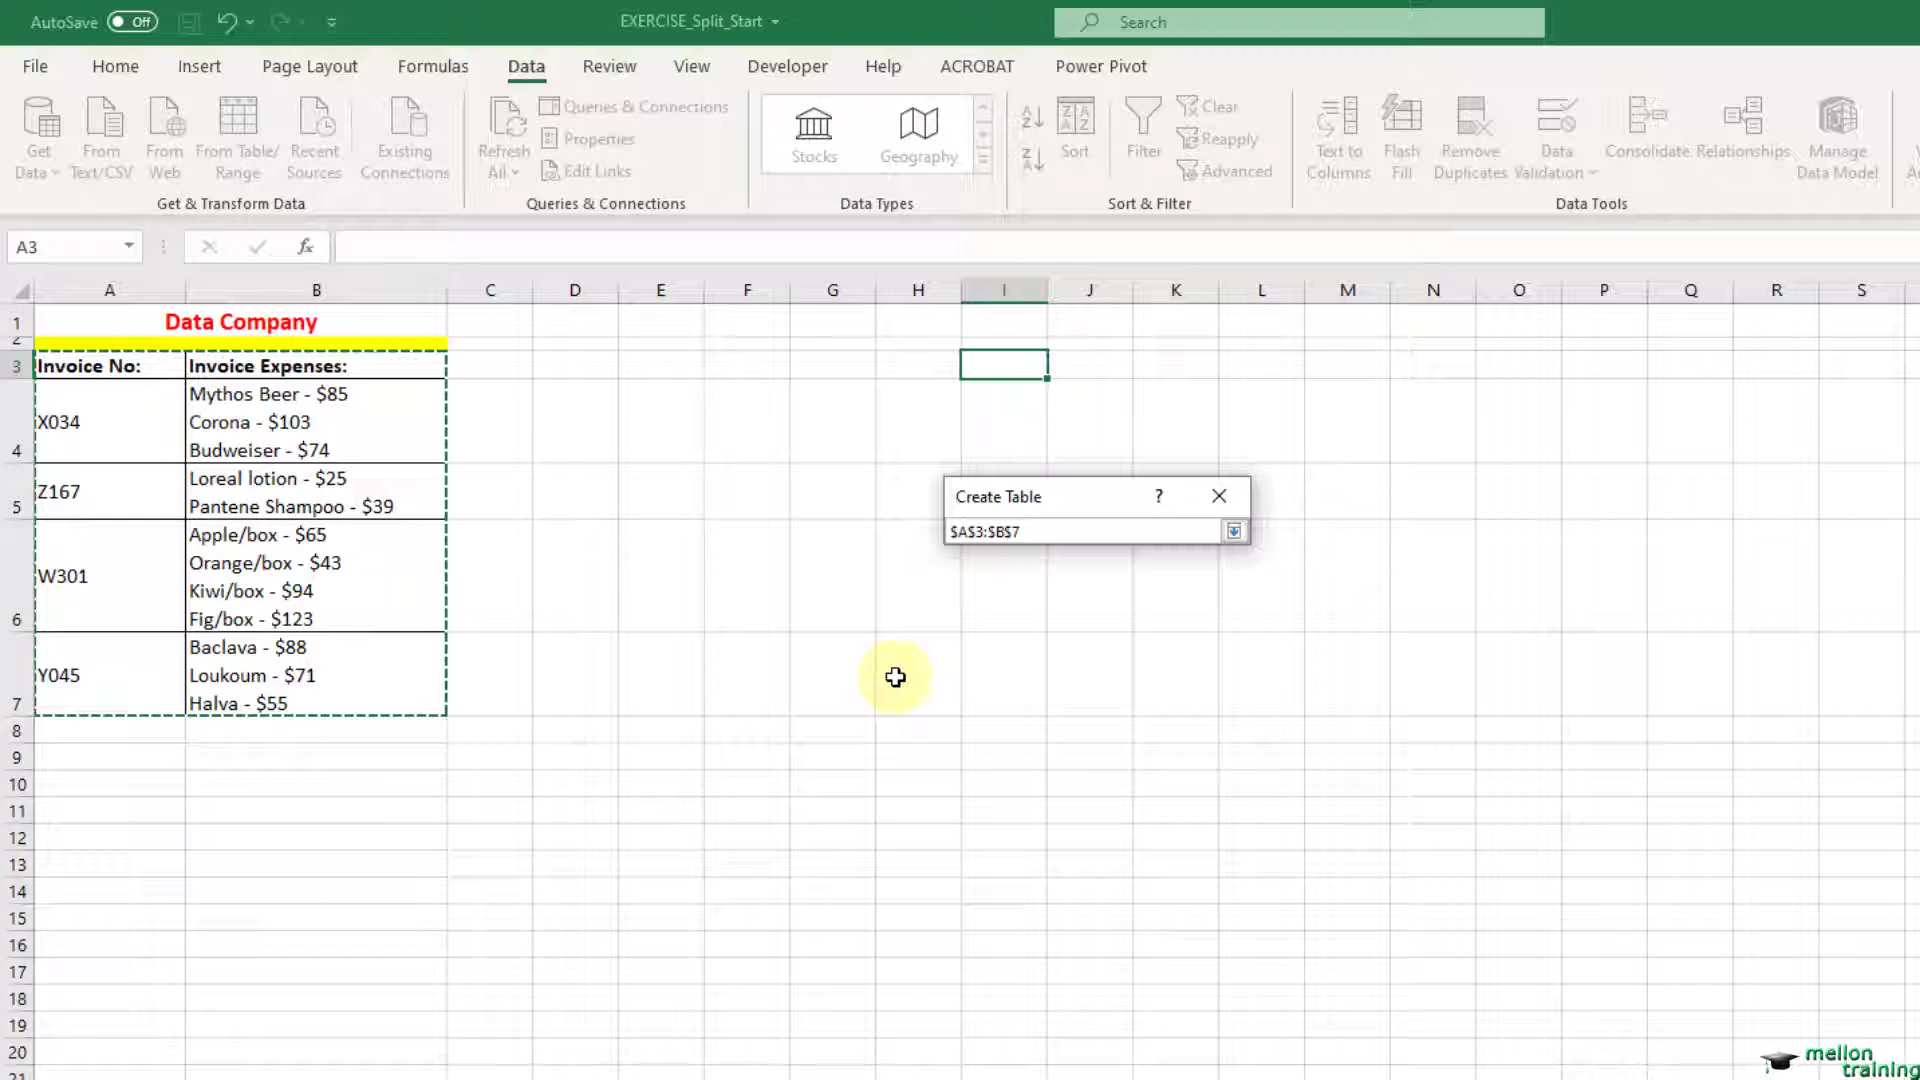 AutoSave Off EXERCISE_Split_Start Search
File Home Insert Page Layout Formulas Data Review View Developer Help ACROBAT Power Pivot
Get Data From Text/CSV From Web From Table/ Range Recent Sources Existing Connections
Get & Transform Data
Refresh All Queries & Connections
Properties
Edit Links
Queries & Connections
Stocks Geography
Data Types
Sort Filter Clear
Reapply
Advanced
Sort & Filter
Text to Columns Flash Fill Remove Duplicates Data Validation Consolidate Relationships Manage Data Model
Data Tools
A3 fx
A B C D E F G H I J K L M N O P Q R S
1 Data Company
2
3 Invoice No: Invoice Expenses:
4 X034 Mythos Beer - $85
Corona - $103
Budweiser - $74
5 Z167 Loreal lotion - $25
Pantene Shampoo - $39
6 W301 Apple/box - $65
Orange/box - $43
Kiwi/box - $94
Fig/box - $123
7 Y045 Baclava - $88
Loukoum - $71
Halva - $55
8
9
10
11
12
13
14
15
16
17
18
19
20
21
Create Table ?
$A$3:$B$7
mellon
training